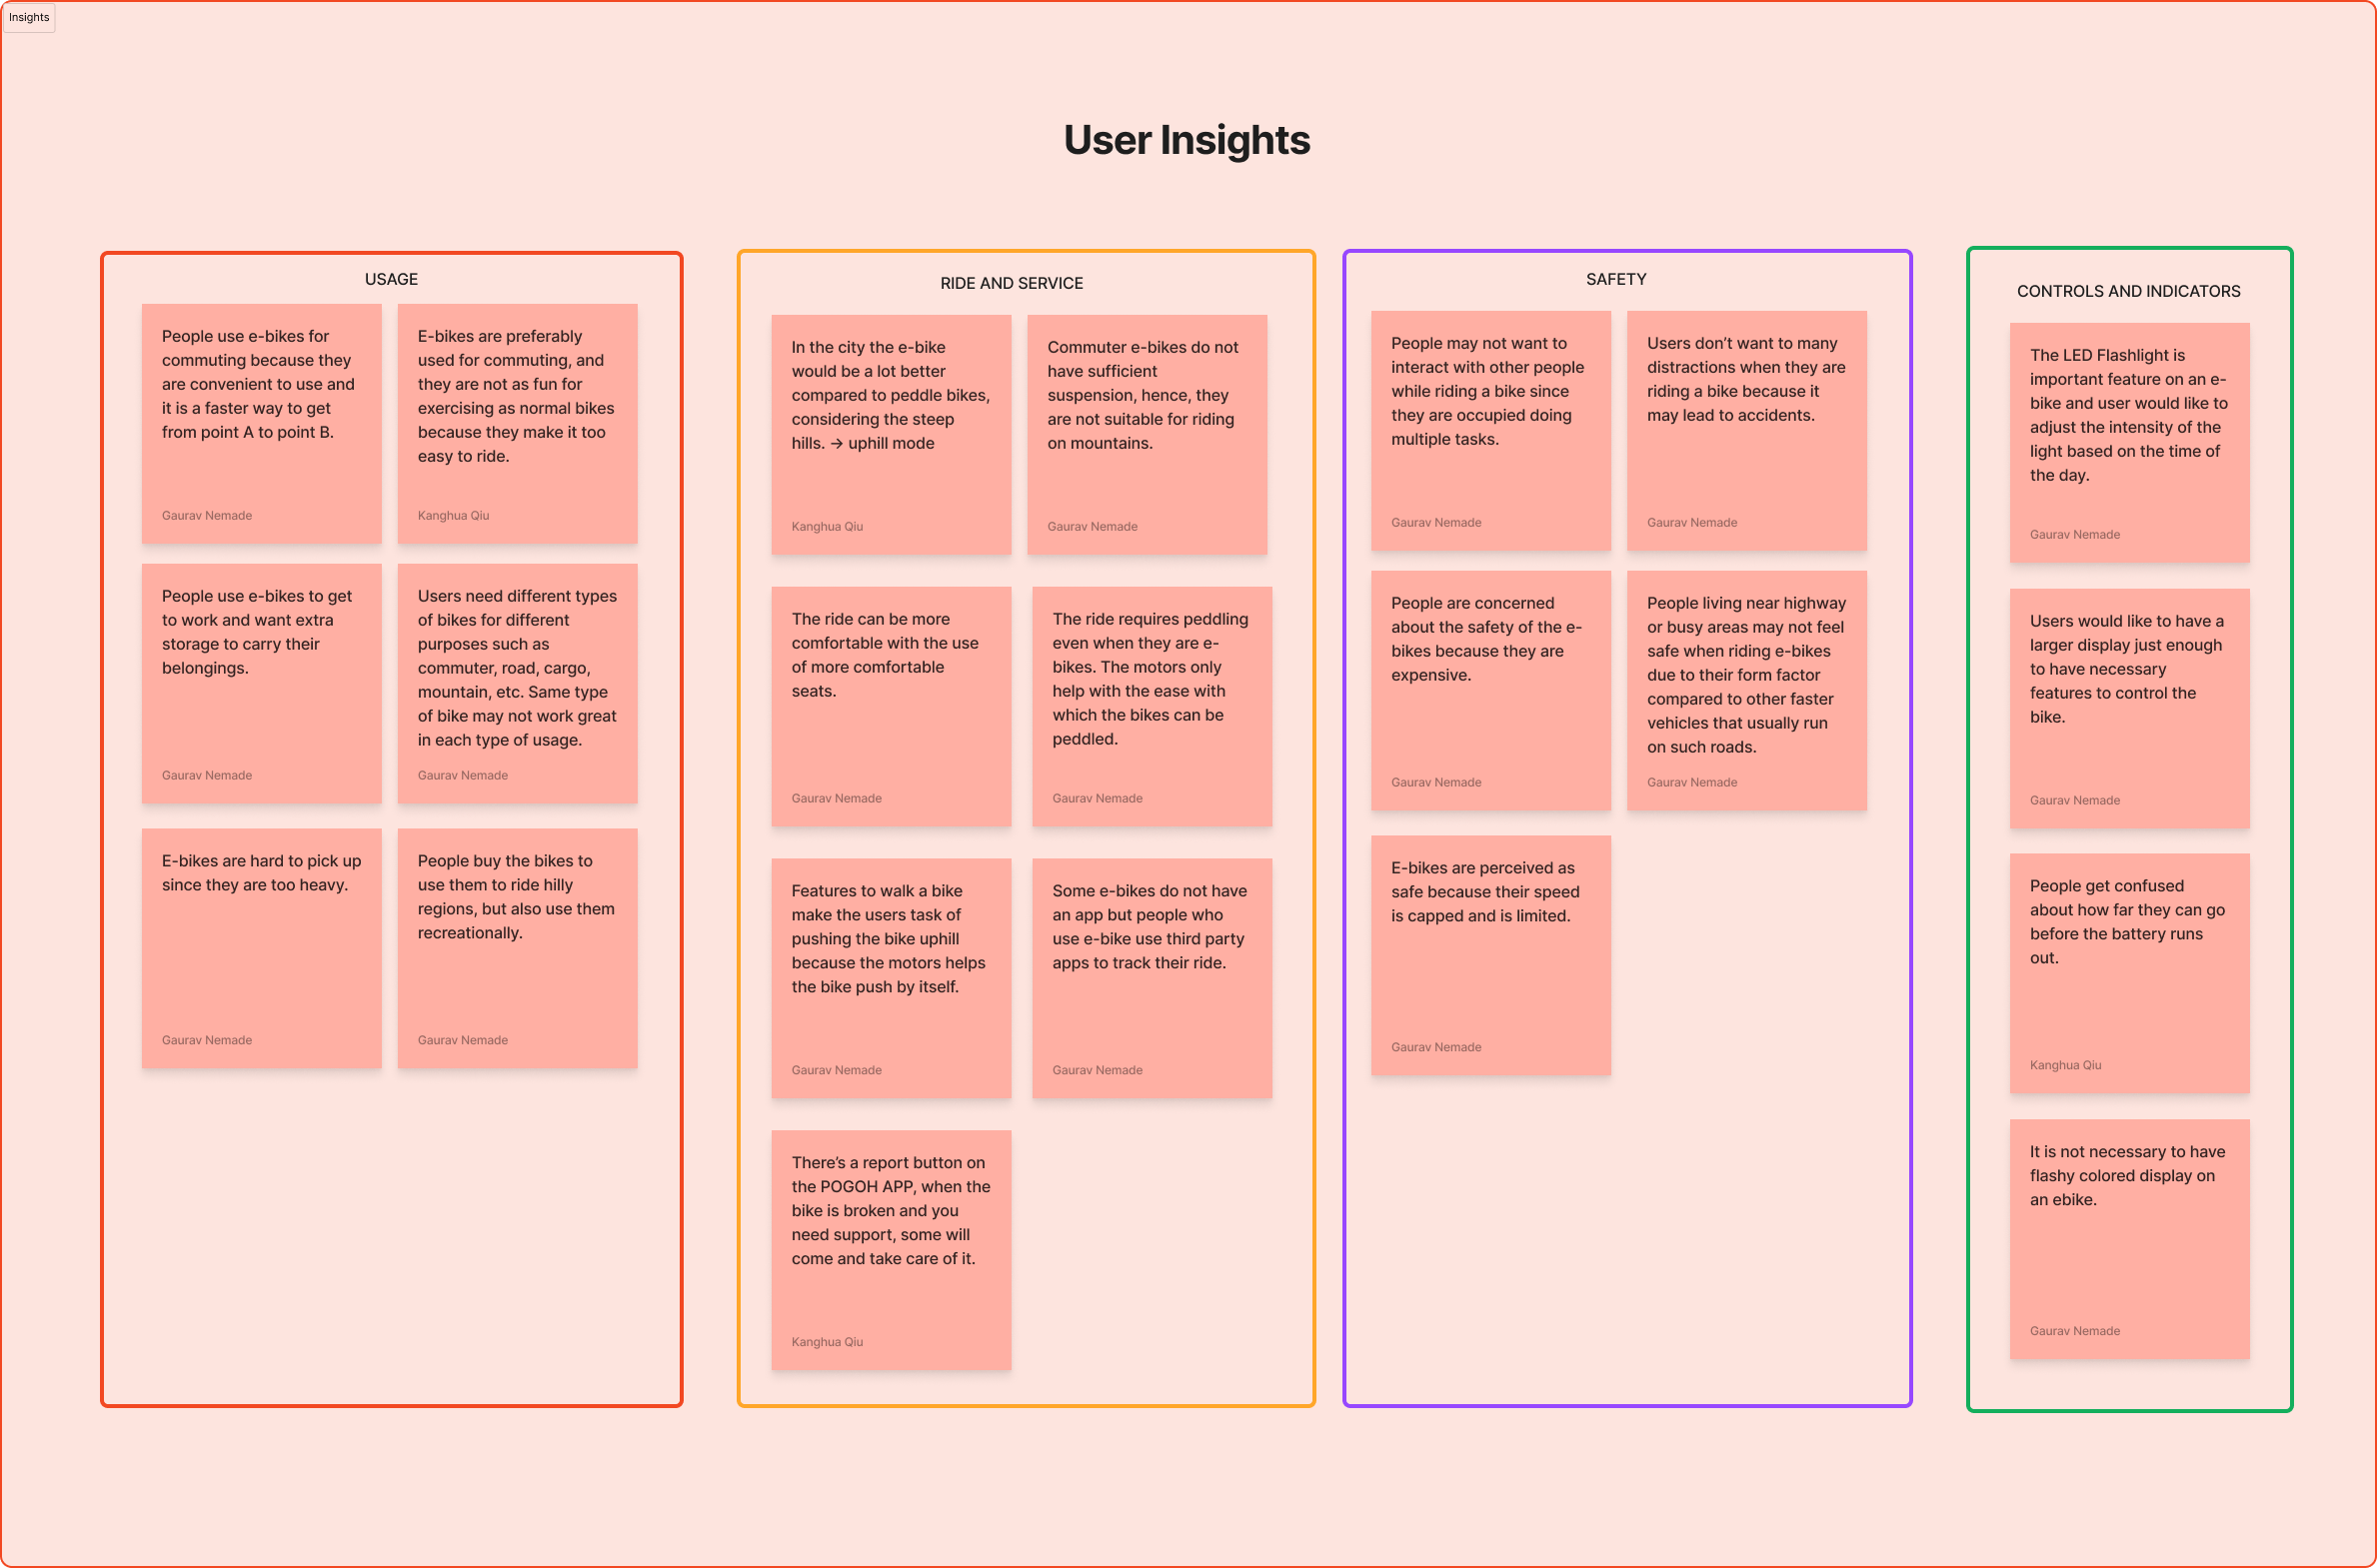 Insights
User Insights
USAGE
People use e-bikes for
commuting because they
are convenient to use and
it is a faster way to get
from point A to point B.
Gaurav Nemade
E-bikes are preferably
used for commuting, and
they are not as fun for
exercising as normal bikes
because they make it too
easy to ride.
Kanghua Qiu
People use e-bikes to get
to work and want extra
storage to carry their
belongings.
Gaurav Nemade
Users need different types
of bikes for different
purposes such as
commuter, road, cargo,
mountain, etc. Same type
of bike may not work great
in each type of usage.
Gaurav Nemade
E-bikes are hard to pick up
since they are too heavy.
Gaurav Nemade
People buy the bikes to
use them to ride hilly
regions, but also use them
recreationally.
Gaurav Nemade
RIDE AND SERVICE
In the city the e-bike
would be a lot better
compared to peddle bikes,
considering the steep
hills. → uphill mode
Kanghua Qiu
Commuter e-bikes do not
have sufficient
suspension, hence, they
are not suitable for riding
on mountains.
Gaurav Nemade
The ride can be more
comfortable with the use
of more comfortable
seats.
Gaurav Nemade
The ride requires peddling
even when they are e-
bikes. The motors only
help with the ease with
which the bikes can be
peddled.
Gaurav Nemade
Features to walk a bike
make the users task of
pushing the bike uphill
because the motors helps
the bike push by itself.
Gaurav Nemade
Some e-bikes do not have
an app but people who
use e-bike use third party
apps to track their ride.
Gaurav Nemade
There’s a report button on
the POGOH APP, when the
bike is broken and you
need support, some will
come and take care of it.
Kanghua Qiu
SAFETY
People may not want to
interact with other people
while riding a bike since
they are occupied doing
multiple tasks.
Gaurav Nemade
Users don’t want to many
distractions when they are
riding a bike because it
may lead to accidents.
Gaurav Nemade
People are concerned
about the safety of the e-
bikes because they are
expensive.
Gaurav Nemade
People living near highway
or busy areas may not feel
safe when riding e-bikes
due to their form factor
compared to other faster
vehicles that usually run
on such roads.
Gaurav Nemade
E-bikes are perceived as
safe because their speed
is capped and is limited.
Gaurav Nemade
CONTROLS AND INDICATORS
The LED Flashlight is
important feature on an e-
bike and user would like to
adjust the intensity of the
light based on the time of
the day.
Gaurav Nemade
Users would like to have a
larger display just enough
to have necessary
features to control the
bike.
Gaurav Nemade
People get confused
about how far they can go
before the battery runs
out.
Kanghua Qiu
It is not necessary to have
flashy colored display on
an ebike.
Gaurav Nemade